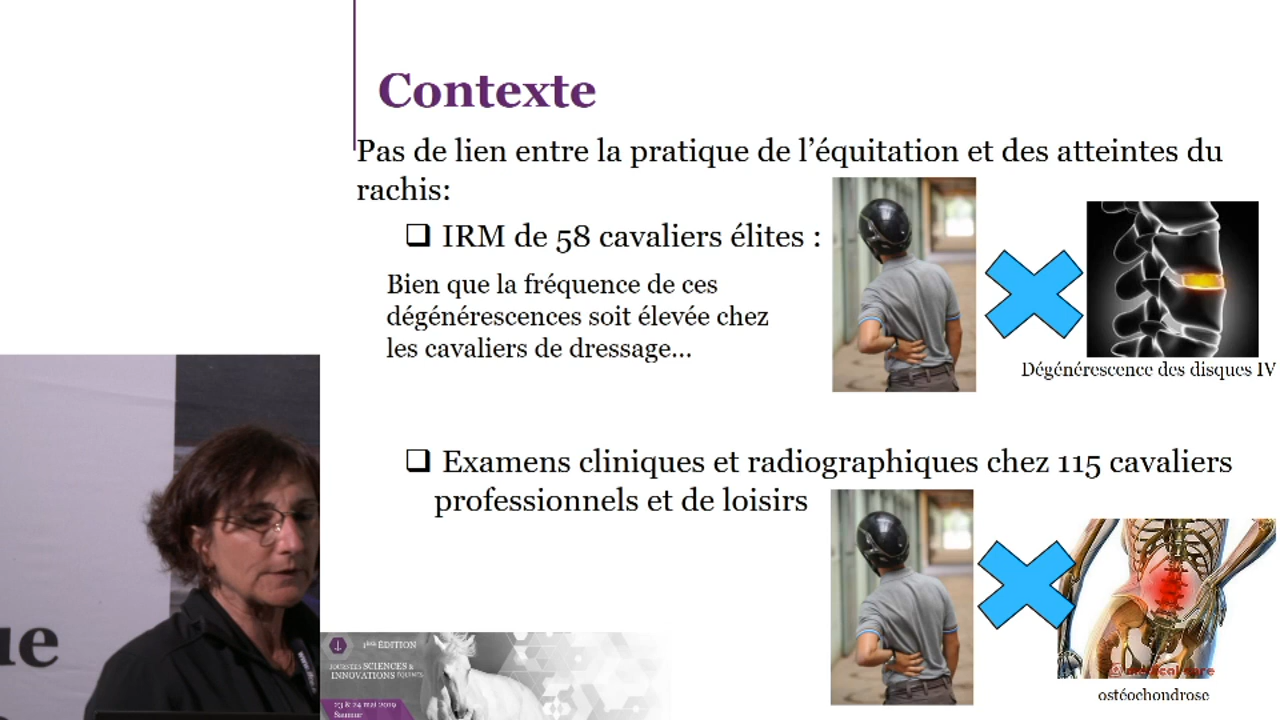 Contexte
Pas de lien entre la pratique de l’équitation et des atteintes du
rachis:
❑ IRM de 58 cavaliers élites :
Bien que la fréquence de ces
dégénérescences soit élevée chez
les cavaliers de dressage...
Dégénérescence des disques IV
❑ Examens cliniques et radiographiques chez 115 cavaliers
professionnels et de loisirs
ostéochondrose
ue
ÉDITION
JOURNÉES SCIENCES &
INNOVATIONS ÉQUINES
23 & 24 mai 2019
Saumur